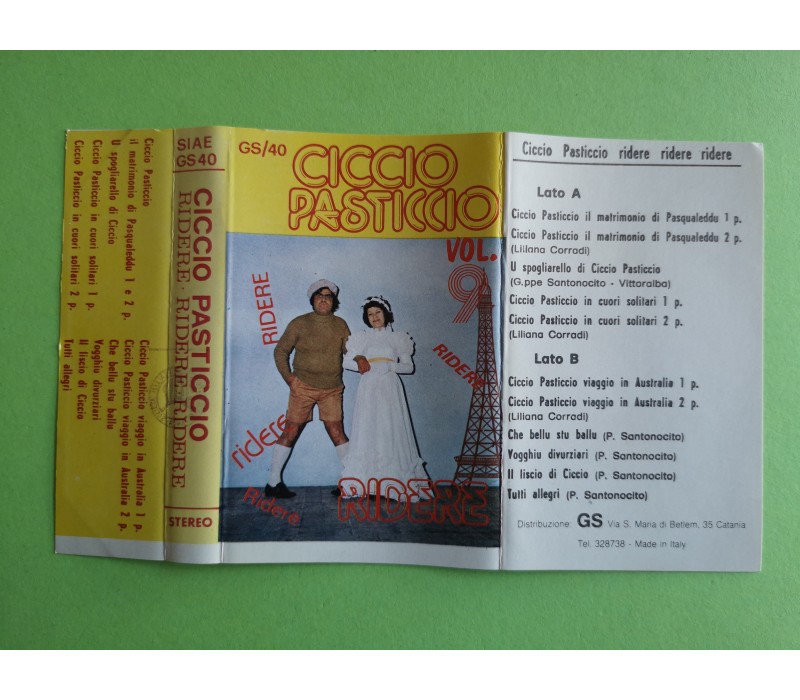 Ciccio Pasticcio
il matrimonio di Pasqualeddu 1 e 2 p.
U spogliarello di Ciccio
Ciccio Pasticcio in cuori solitari 1 p.
Ciccio Pasticcio in cuori solitari 2 p.
Ciccio Pasticcio viaggio in Australia 1 p.
Ciccio Pasticcio viaggio in Australia 2 p.
Che bellu stu ballu
Vogghiu divurziari
Il liscio di Ciccio
Tutti allegri
SIAE
GS40
CICCIO PASTICCIO
RIDERE · RIDERE · RIDERE
STEREO
GS/40
CICCIO
PASTICCIO
VOL.
9
RIDERE
RIDERE
ridere
Ridere
RIDERE
Ciccio Pasticcio ridere ridere ridere
Lato A
Ciccio Pasticcio il matrimonio di Pasqualeddu 1 p.
Ciccio Pasticcio il matrimonio di Pasqualeddu 2 p.
(Liliana Corradi)
U spogliarello di Ciccio Pasticcio
(G.ppe Santonocito - Vittoralba)
Ciccio Pasticcio in cuori solitari 1 p.
Ciccio Pasticcio in cuori solitari 2 p.
(Liliana Corradi)
Lato B
Ciccio Pasticcio viaggio in Australia 1 p.
Ciccio Pasticcio viaggio in Australia 2 p.
(Liliana Corradi)
Che bellu stu ballu (P. Santonocito)
Vogghiu divurziari (P. Santonocito)
Il liscio di Ciccio (P. Santonocito)
Tutti allegri (P. Santonocito)
Distribuzione: GS Via S. Maria di Betlem. 35 Catania
Tel. 328738 - Made in Italy